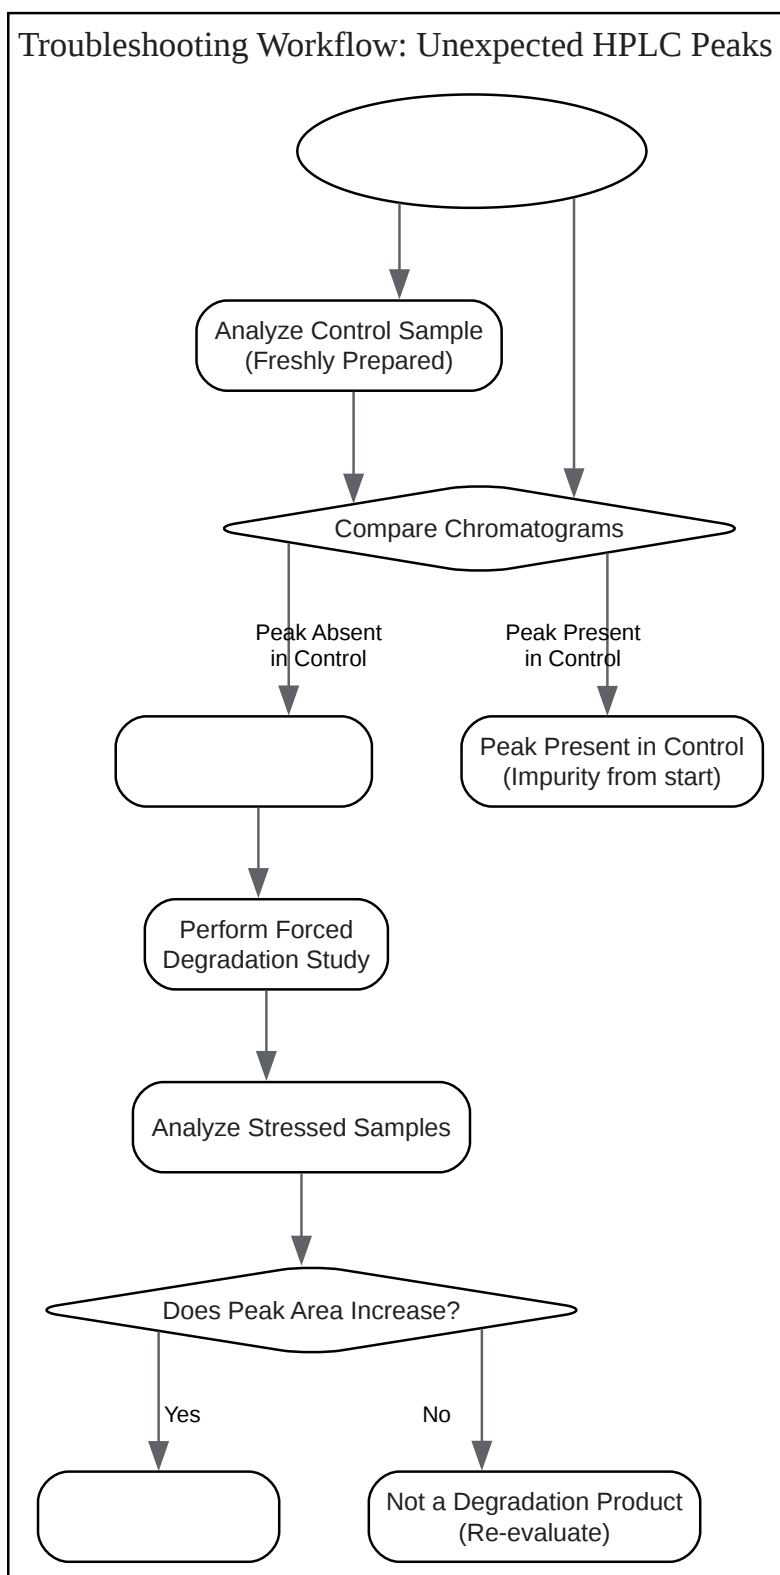 Troubleshooting Workflow: Unexpected HPLC Peaks
Analyze Control Sample
(Freshly Prepared)
Compare Chromatograms
Peak Absent
in Control
Peak Present
in Control
Peak Present in Control
(Impurity from start)
Perform Forced
Degradation Study
Analyze Stressed Samples
Does Peak Area Increase?
Yes
No
Not a Degradation Product
(Re-evaluate)